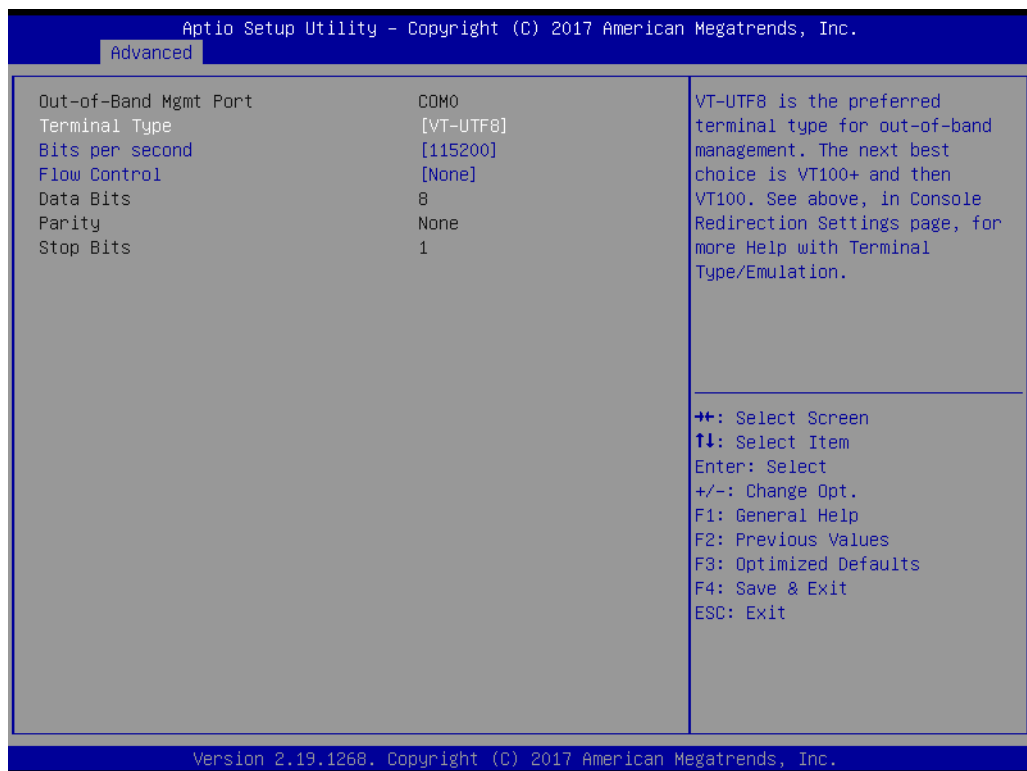 Aptio Setup Utility – Copyright (C) 2017 American Megatrends, Inc.
Advanced
Out-of-Band Mgmt Port COM0
Terminal Type [VT-UTF8]
Bits per second [115200]
Flow Control [None]
Data Bits 8
Parity None
Stop Bits 1
VT-UTF8 is the preferred
terminal type for out-of-band
management. The next best
choice is VT100+ and then
VT100. See above, in Console
Redirection Settings page, for
more Help with Terminal
Type/Emulation.
→←: Select Screen
↑↓: Select Item
Enter: Select
+/-: Change Opt.
F1: General Help
F2: Previous Values
F3: Optimized Defaults
F4: Save & Exit
ESC: Exit
Version 2.19.1268. Copyright (C) 2017 American Megatrends, Inc.